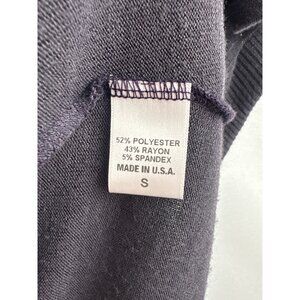 52% POLYESTER
43% RAYON
5% SPANDEX
MADE IN U.S.A.
S